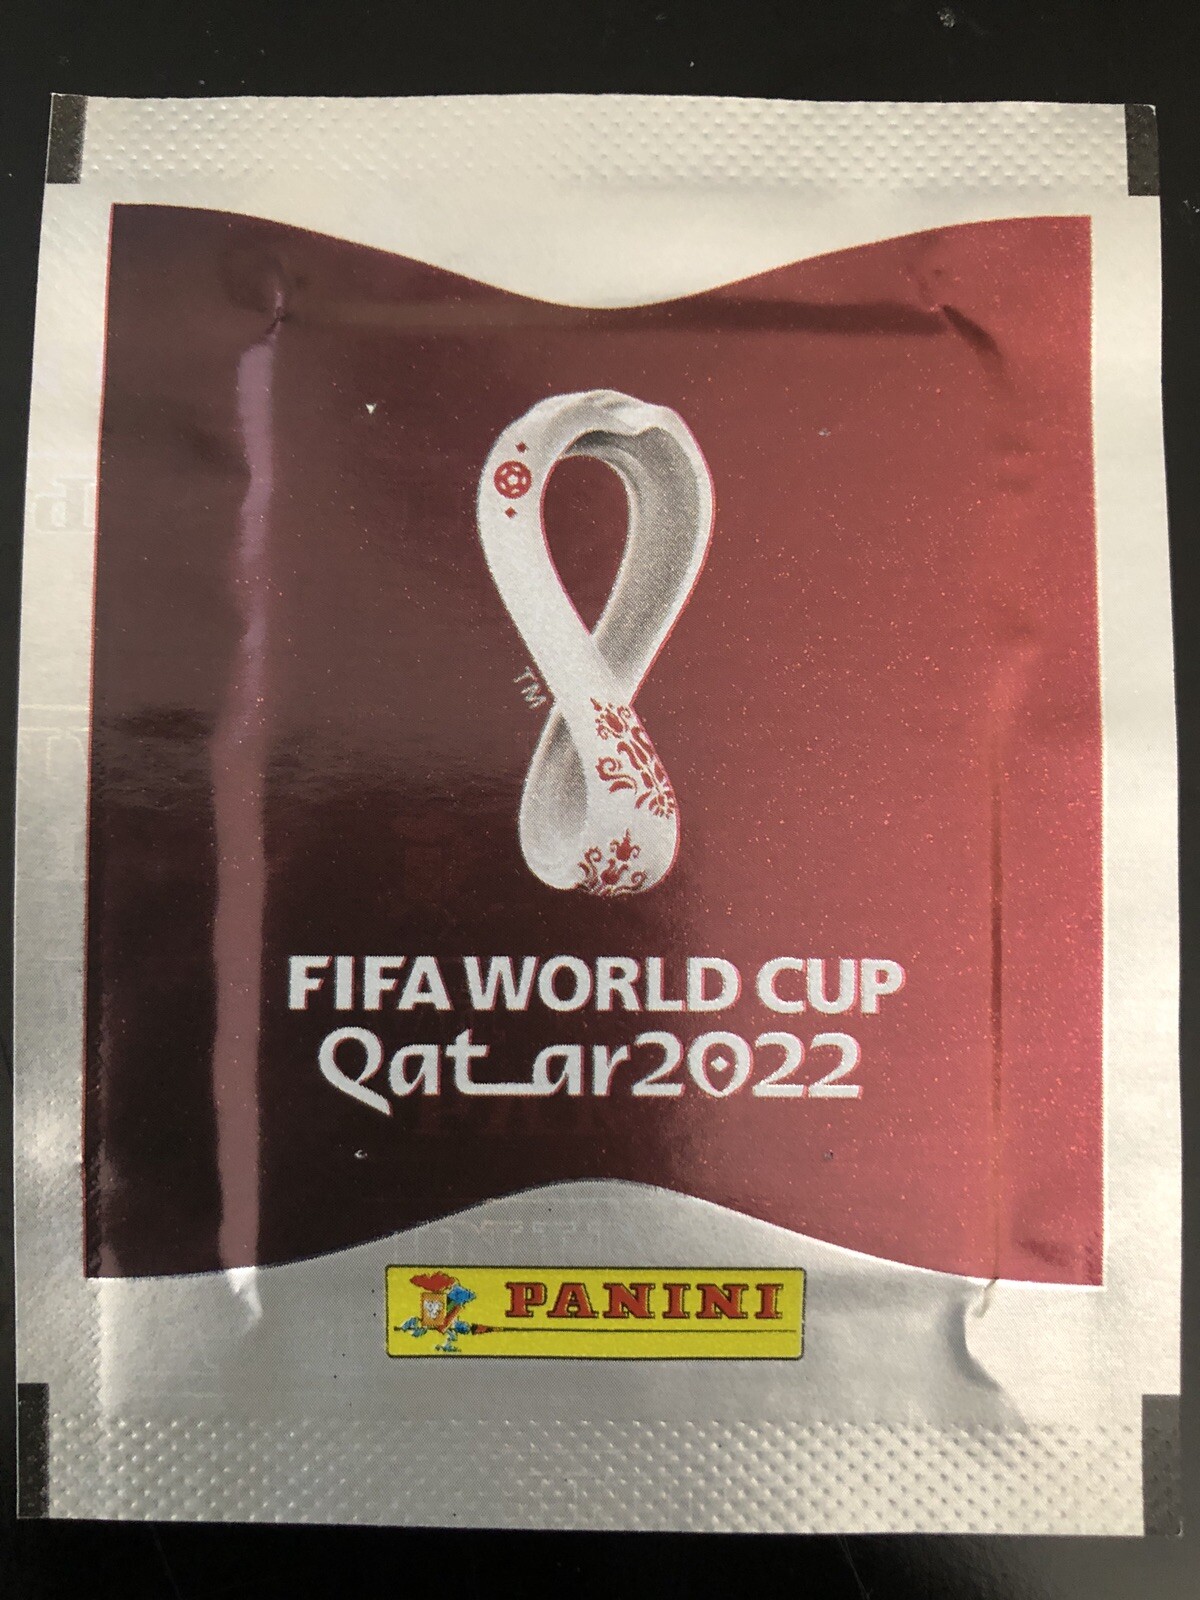 TM
FIFA WORLD CUP
Qatar2022
PANINI